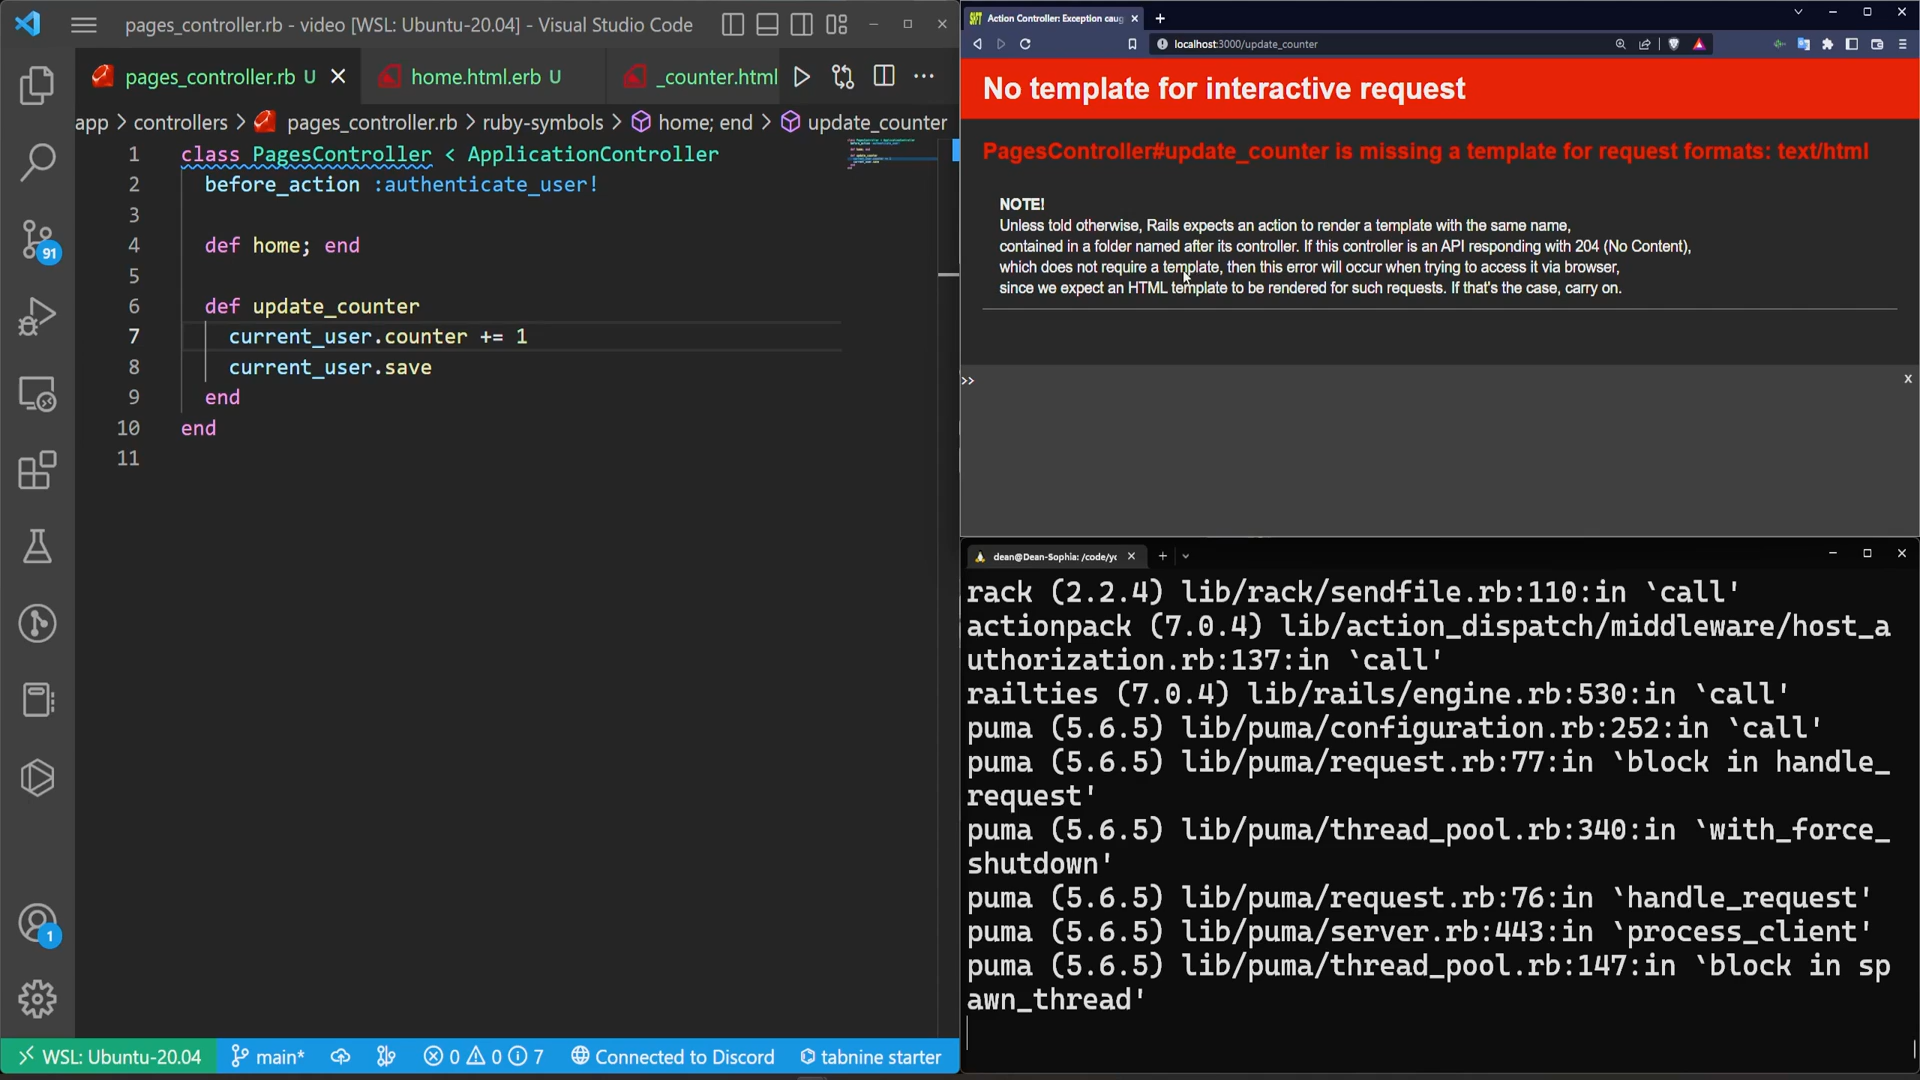 pages_controller.rb - video [WSL: Ubuntu-20.04] - Visual Studio Code
pages_controller.rb U
home.html.erb U
_counter.html
app > controllers > pages_controller.rb > ruby-symbols > home; end > update_counter
1 class PagesController < ApplicationController
2 before_action :authenticate_user!
3
4 def home; end
5
6 def update_counter
7 current_user.counter += 1
8 current_user.save
9 end
10 end
11
91
1
WSL: Ubuntu-20.04 main* 0 0 7 Connected to Discord tabnine starter
Action Controller: Exception caug
localhost:3000/update_counter
No template for interactive request
PagesController#update_counter is missing a template for request formats: text/html
NOTE!
Unless told otherwise, Rails expects an action to render a template with the same name,
contained in a folder named after its controller. If this controller is an API responding with 204 (No Content),
which does not require a template, then this error will occur when trying to access it via browser,
since we expect an HTML template to be rendered for such requests. If that's the case, carry on.
>>
x
dean@Dean-Sophia: /code/yc
rack (2.2.4) lib/rack/sendfile.rb:110:in `call'
actionpack (7.0.4) lib/action_dispatch/middleware/host_a
uthorization.rb:137:in `call'
railties (7.0.4) lib/rails/engine.rb:530:in `call'
puma (5.6.5) lib/puma/configuration.rb:252:in `call'
puma (5.6.5) lib/puma/request.rb:77:in `block in handle_
request'
puma (5.6.5) lib/puma/thread_pool.rb:340:in `with_force_
shutdown'
puma (5.6.5) lib/puma/request.rb:76:in `handle_request'
puma (5.6.5) lib/puma/server.rb:443:in `process_client'
puma (5.6.5) lib/puma/thread_pool.rb:147:in `block in sp
awn_thread'